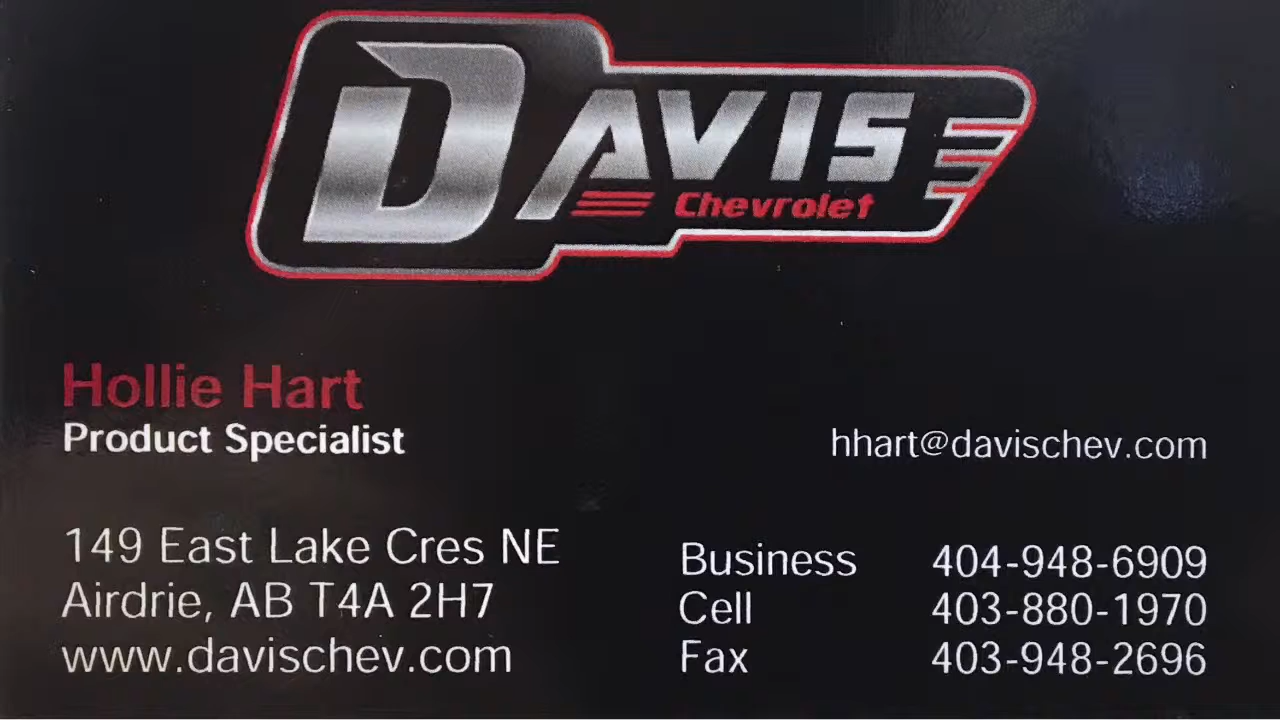 DAVIS
Chevrolet
Hollie Hart
Product Specialist
hhart@davischev.com
149 East Lake Cres NE
Airdrie, AB T4A 2H7
www.davischev.com
Business 404-948-6909
Cell 403-880-1970
Fax 403-948-2696